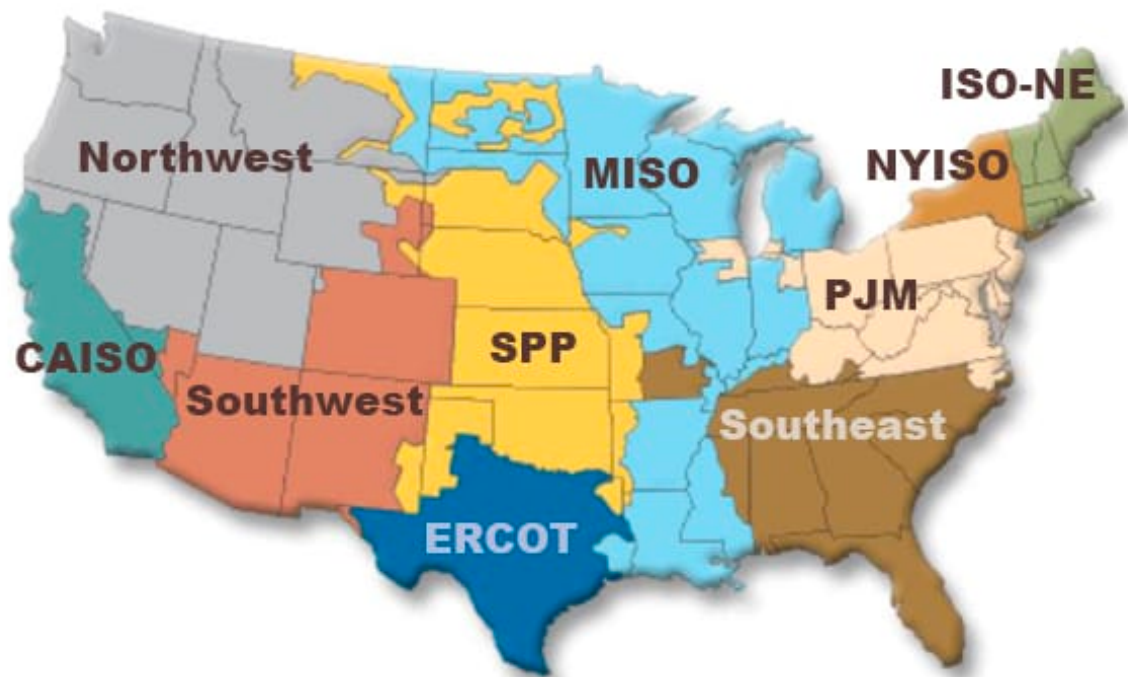 ISO-NE
Northwest
MISO
NYISO
PJM
CAISO
SPP
Southwest
Southeast
ERCOT